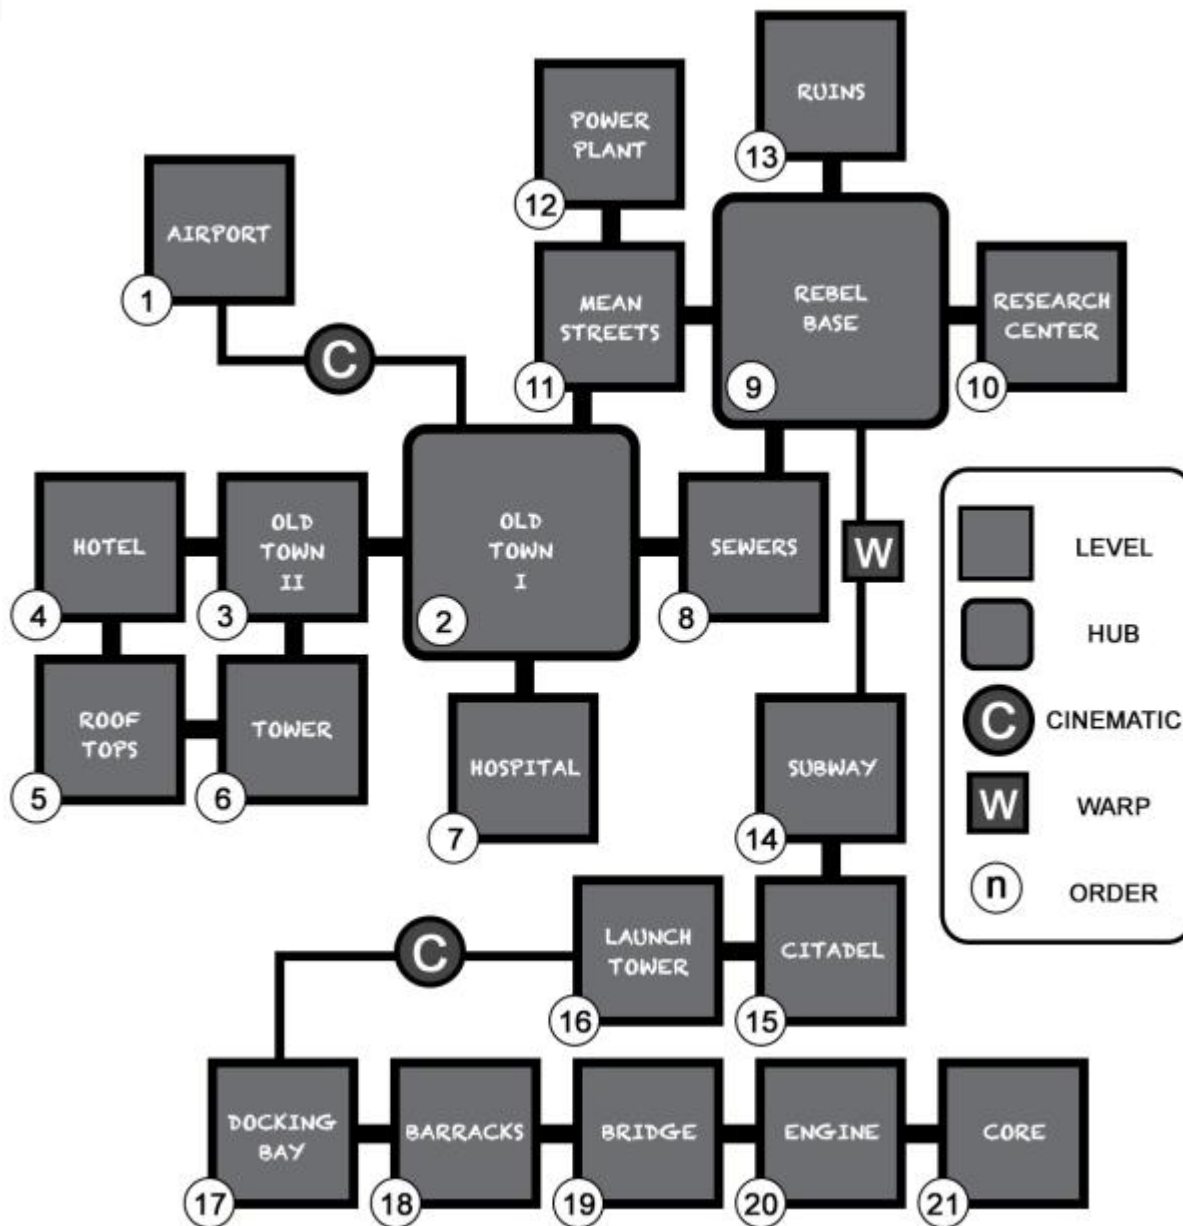 RUINS
13
POWER
PLANT
12
AIRPORT
1
C
MEAN
STREETS
11
REBEL
BASE
9
RESEARCH
CENTER
10
HOTEL
4
OLD
TOWN
II
3
OLD
TOWN
I
2
SEWERS
8
W
ROOF
TOPS
5
TOWER
6
HOSPITAL
7
SUBWAY
14
LEVEL
HUB
C CINEMATIC
W WARP
n ORDER
C
LAUNCH
TOWER
16
CITADEL
15
DOCKING
BAY
17
BARRACKS
18
BRIDGE
19
ENGINE
20
CORE
21